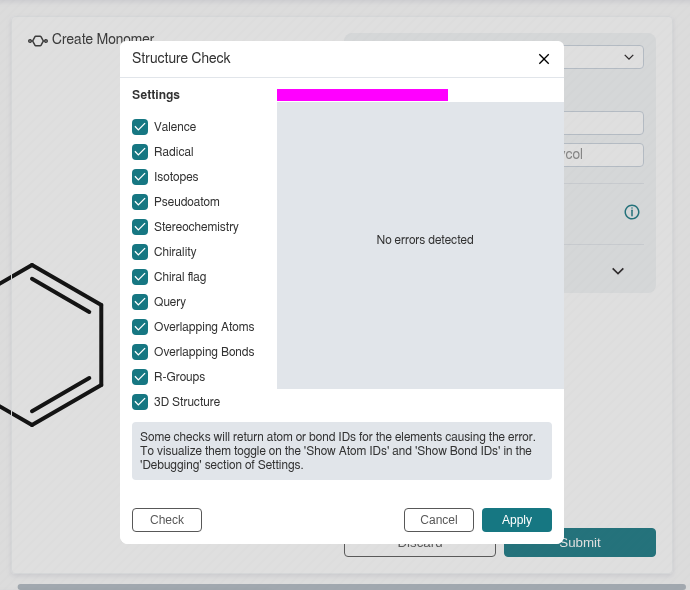 Create Monomer
Structure Check
Settings
Valence
Radical
Isotopes
Pseudoatom
Stereochemistry
Chirality
Chiral flag
Query
Overlapping Atoms
Overlapping Bonds
R-Groups
3D Structure
No errors detected
Some checks will return atom or bond IDs for the elements causing the error.
To visualize them toggle on the 'Show Atom IDs' and 'Show Bond IDs' in the
'Debugging' section of Settings.
Check
Cancel
Apply
Discard
Submit